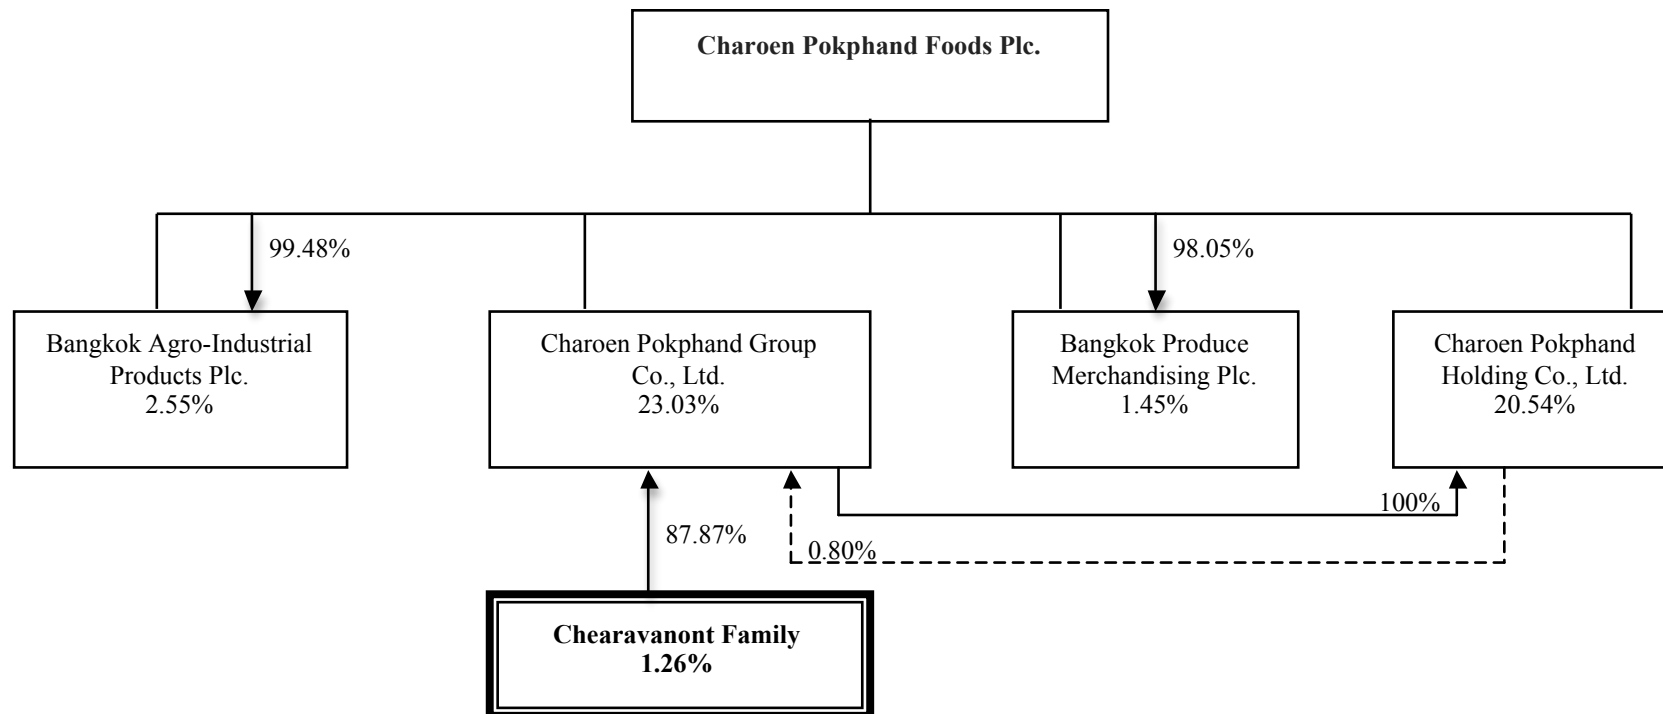 Charoen Pokphand Foods Plc.
99.48%
98.05%
Bangkok Agro-Industrial
Products Plc.
2.55%
Charoen Pokphand Group
Co., Ltd.
23.03%
Bangkok Produce
Merchandising Plc.
1.45%
Charoen Pokphand
Holding Co., Ltd.
20.54%
100%
87.87%
0.80%
Chearavanont Family
1.26%